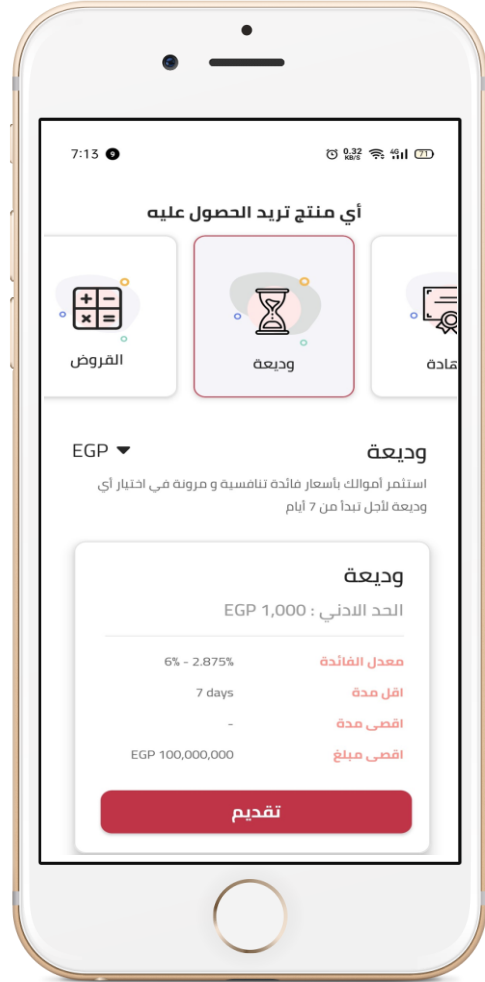 7:13
0.32 KB/S 4G 71
أي منتج تريد الحصول عليه
هادة
وديعة
القروض
وديعة
EGP
استثمر أموالك بأسعار فائدة تنافسية و مرونة في اختيار أي
وديعة لأجل تبدأ من 7 أيام
وديعة
الحد الادني : EGP 1,000
معدل الفائدة 6% - 2.875%
اقل مدة 7 days
اقصى مدة -
اقصى مبلغ EGP 100,000,000
تقديم